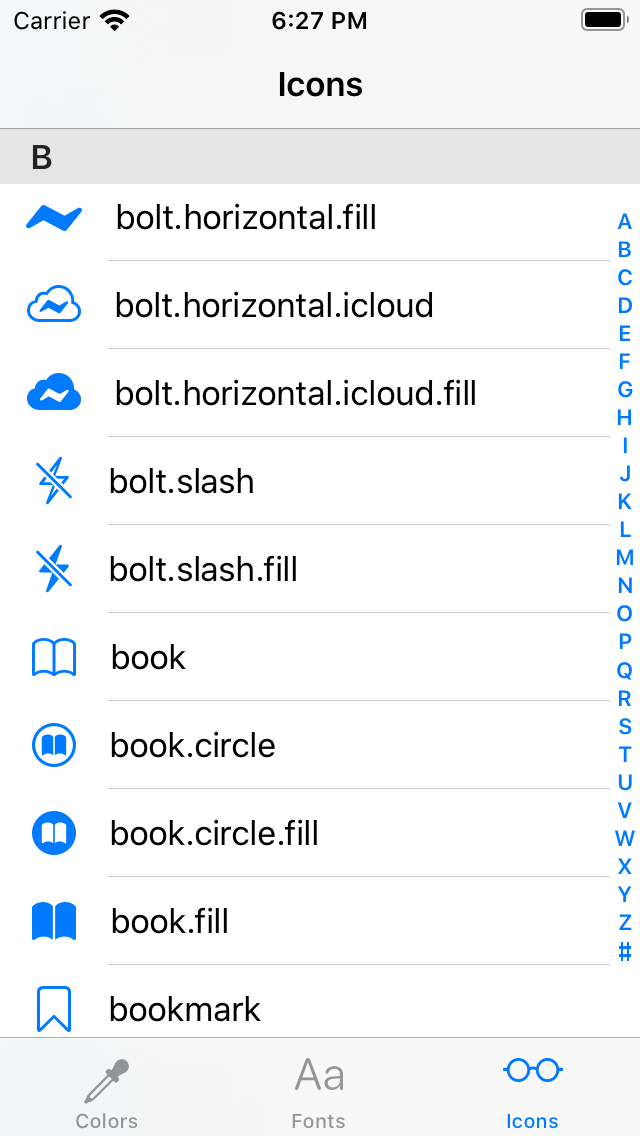 Carrier 6:27 PM
Icons
B
bolt.horizontal.fill
bolt.horizontal.icloud
bolt.horizontal.icloud.fill
bolt.slash
bolt.slash.fill
book
book.circle
book.circle.fill
book.fill
bookmark
A
B
C
D
E
F
G
H
I
J
K
L
M
N
O
P
Q
R
S
T
U
V
W
X
Y
Z
#
Aa
Colors Fonts Icons